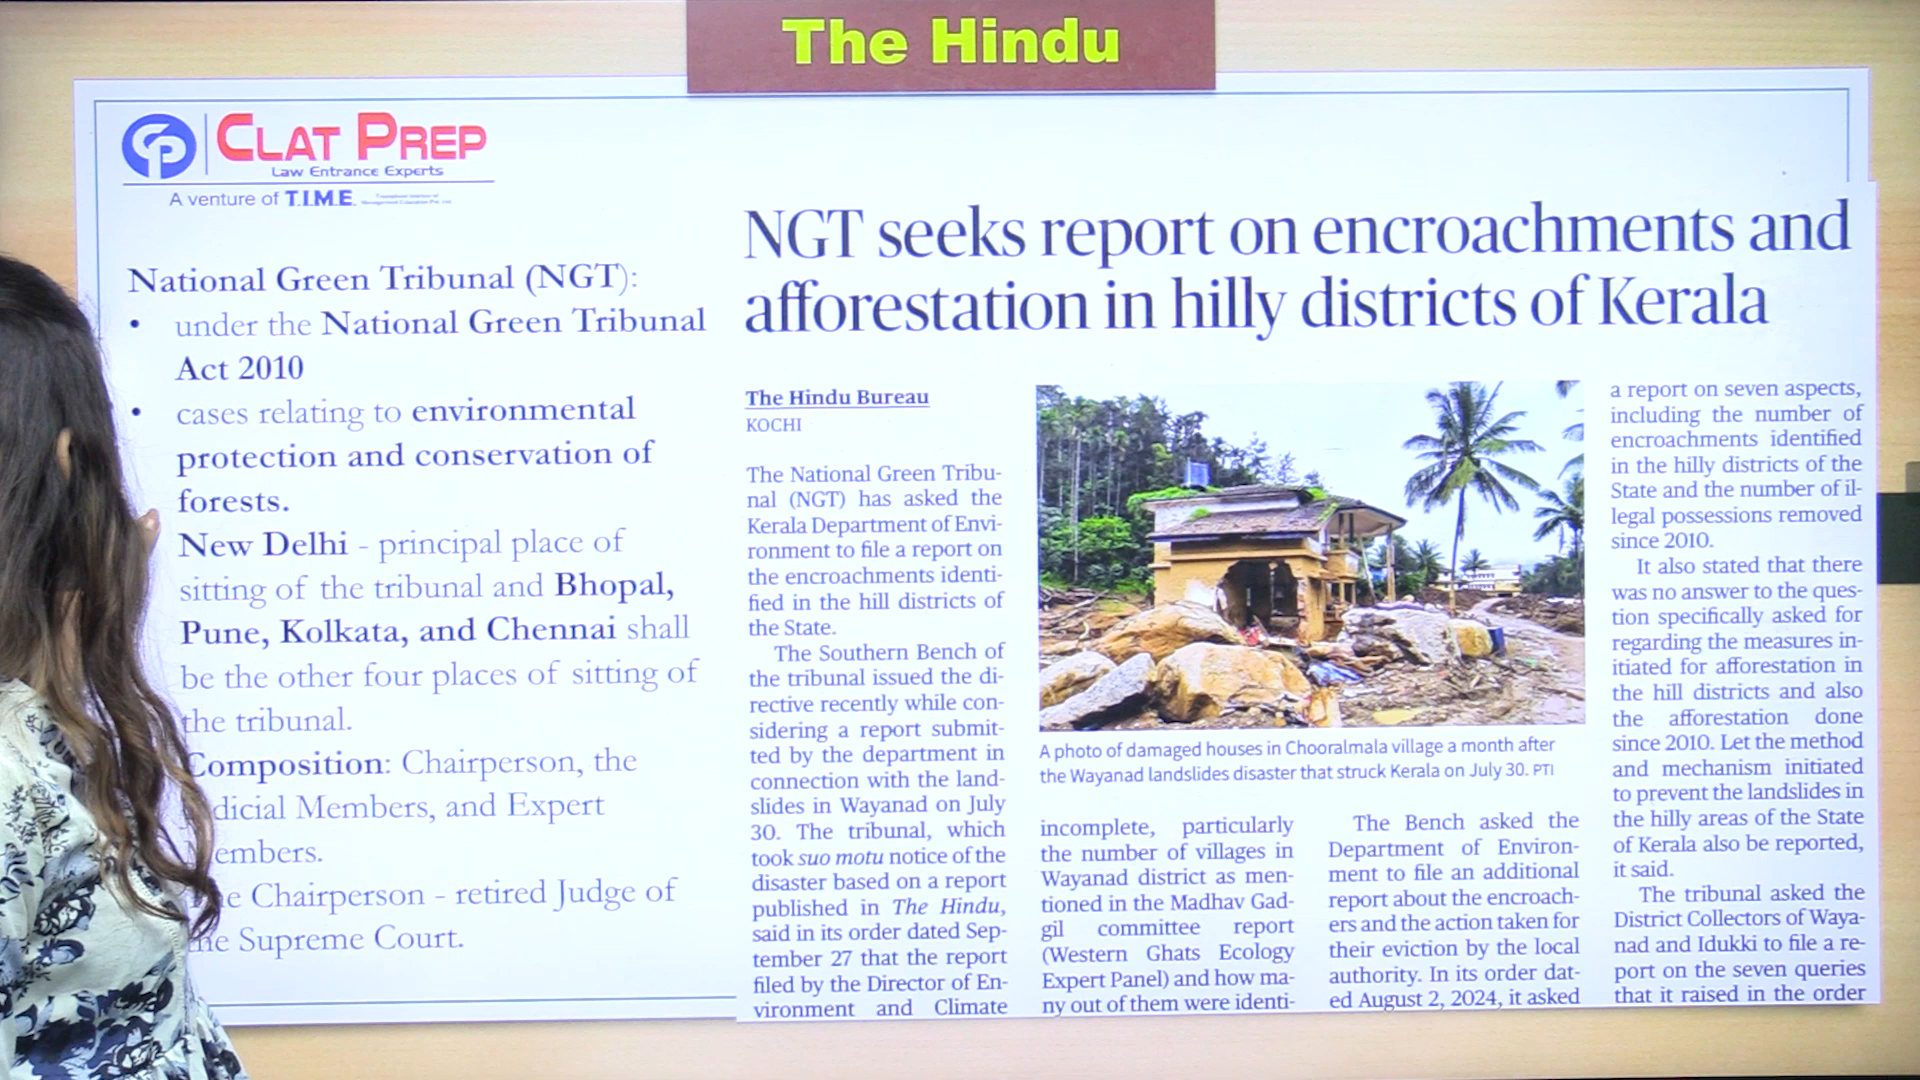 The Hindu
CLAT PREP
Law Entrance Experts
A venture of T.I.M.E.
National Green Tribunal (NGT):
• under the National Green Tribunal
Act 2010
• cases relating to environmental
protection and conservation of
forests.
New Delhi - principal place of
sitting of the tribunal and Bhopal,
Pune, Kolkata, and Chennai shall
be the other four places of sitting of
the tribunal.
Composition: Chairperson, the
dicial Members, and Expert
embers.
e Chairperson - retired Judge of
he Supreme Court.
NGT seeks report on encroachments and
afforestation in hilly districts of Kerala
The Hindu Bureau
KOCHI
The National Green Tribu-
nal (NGT) has asked the
Kerala Department of Envi-
ronment to file a report on
the encroachments identi-
fied in the hill districts of
the State.
The Southern Bench of
the tribunal issued the di-
rective recently while con-
sidering a report submit-
ted by the department in
connection with the land-
slides in Wayanad on July
30. The tribunal, which
took suo motu notice of the
disaster based on a report
published in The Hindu,
said in its order dated Sep-
tember 27 that the report
filed by the Director of En-
vironment and Climate
A photo of damaged houses in Chooralmala village a month after
the Wayanad landslides disaster that struck Kerala on July 30. PTI
incomplete, particularly
the number of villages in
Wayanad district as men-
tioned in the Madhav Gad-
gil committee report
(Western Ghats Ecology
Expert Panel) and how ma-
ny out of them were identi-
The Bench asked the
Department of Environ-
ment to file an additional
report about the encroach-
ers and the action taken for
their eviction by the local
authority. In its order dat-
ed August 2, 2024, it asked
a report on seven aspects,
including the number of
encroachments identified
in the hilly districts of the
State and the number of il-
legal possessions removed
since 2010.
It also stated that there
was no answer to the ques-
tion specifically asked for
regarding the measures in-
itiated for afforestation in
the hill districts and also
the afforestation done
since 2010. Let the method
and mechanism initiated
to prevent the landslides in
the hilly areas of the State
of Kerala also be reported,
it said.
The tribunal asked the
District Collectors of Waya-
nad and Idukki to file a re-
port on the seven queries
that it raised in the order